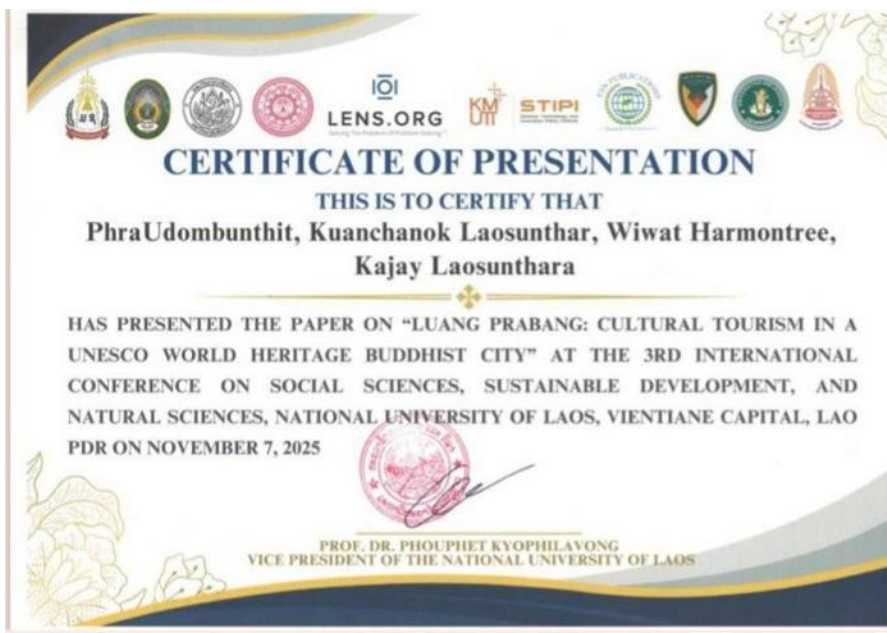 LENS.ORG
KMUTT
STIPI
CERTIFICATE OF PRESENTATION
THIS IS TO CERTIFY THAT
PhraUdombunthit, Kuanchanok Laosunthar, Wiwat Harmontree,
Kajay Laosunthara
HAS PRESENTED THE PAPER ON “LUANG PRABANG: CULTURAL TOURISM IN A
UNESCO WORLD HERITAGE BUDDHIST CITY” AT THE 3RD INTERNATIONAL
CONFERENCE ON SOCIAL SCIENCES, SUSTAINABLE DEVELOPMENT, AND
NATURAL SCIENCES, NATIONAL UNIVERSITY OF LAOS, VIENTIANE CAPITAL, LAO
PDR ON NOVEMBER 7, 2025
PROF. DR. PHOUPHET KYOPHILAVONG
VICE PRESIDENT OF THE NATIONAL UNIVERSITY OF LAOS